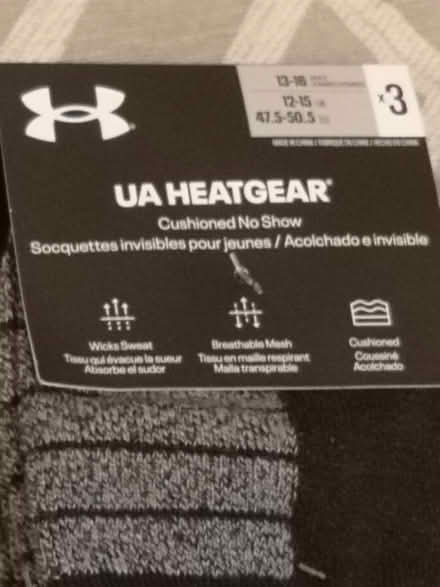 13-16
12-15 UK
47.5-50.5
x3
UA HEATGEAR®
Cushioned No Show
Socquettes invisibles pour jeunes / Acolchado e invisible
Wicks Sweat
Tissu qui évacue la sueur
Absorbe el sudor
Breathable Mesh
Tissu en maille respirant
Malla transpirable
Cushioned
Coussiné
Acolchado